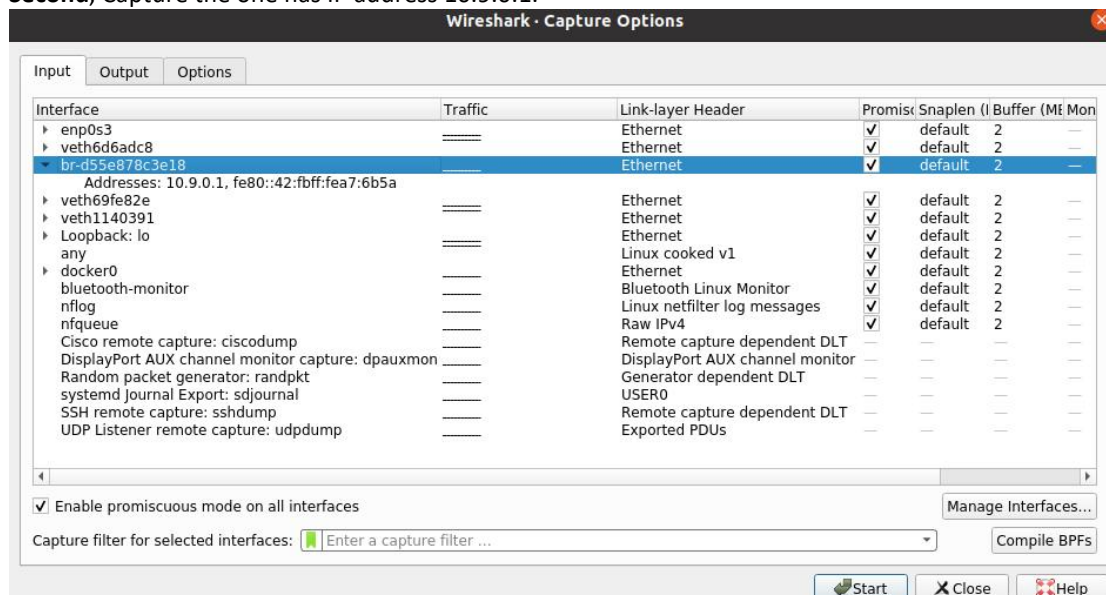 Second, Capture the one has IP address 10.9.0.1.
Wireshark · Capture Options
Input Output Options
Interface Traffic Link-layer Header Promisc Snaplen ( Buffer (ME Mon
enp0s3 Ethernet default 2 —
veth6d6adc8 Ethernet default 2 —
br-d55e878c3e18 Ethernet default 2 —
Addresses: 10.9.0.1, fe80::42:fbff:fea7:6b5a
veth69fe82e Ethernet default 2 —
veth1140391 Ethernet default 2 —
Loopback: lo Ethernet default 2 —
any Linux cooked v1 default 2 —
docker0 Ethernet default 2 —
bluetooth-monitor Bluetooth Linux Monitor default 2 —
nflog Linux netfilter log messages default 2 —
nfqueue Raw IPv4 default 2 —
Cisco remote capture: ciscodump Remote capture dependent DLT — — — —
DisplayPort AUX channel monitor capture: dpauxmon DisplayPort AUX channel monitor — — — —
Random packet generator: randpkt Generator dependent DLT — — — —
systemd Journal Export: sdjournal USER0 — — — —
SSH remote capture: sshdump Remote capture dependent DLT — — — —
UDP Listener remote capture: udpdump Exported PDUs — — — —
Enable promiscuous mode on all interfaces Manage Interfaces...
Capture filter for selected interfaces: Enter a capture filter ... Compile BPFs
Start Close Help